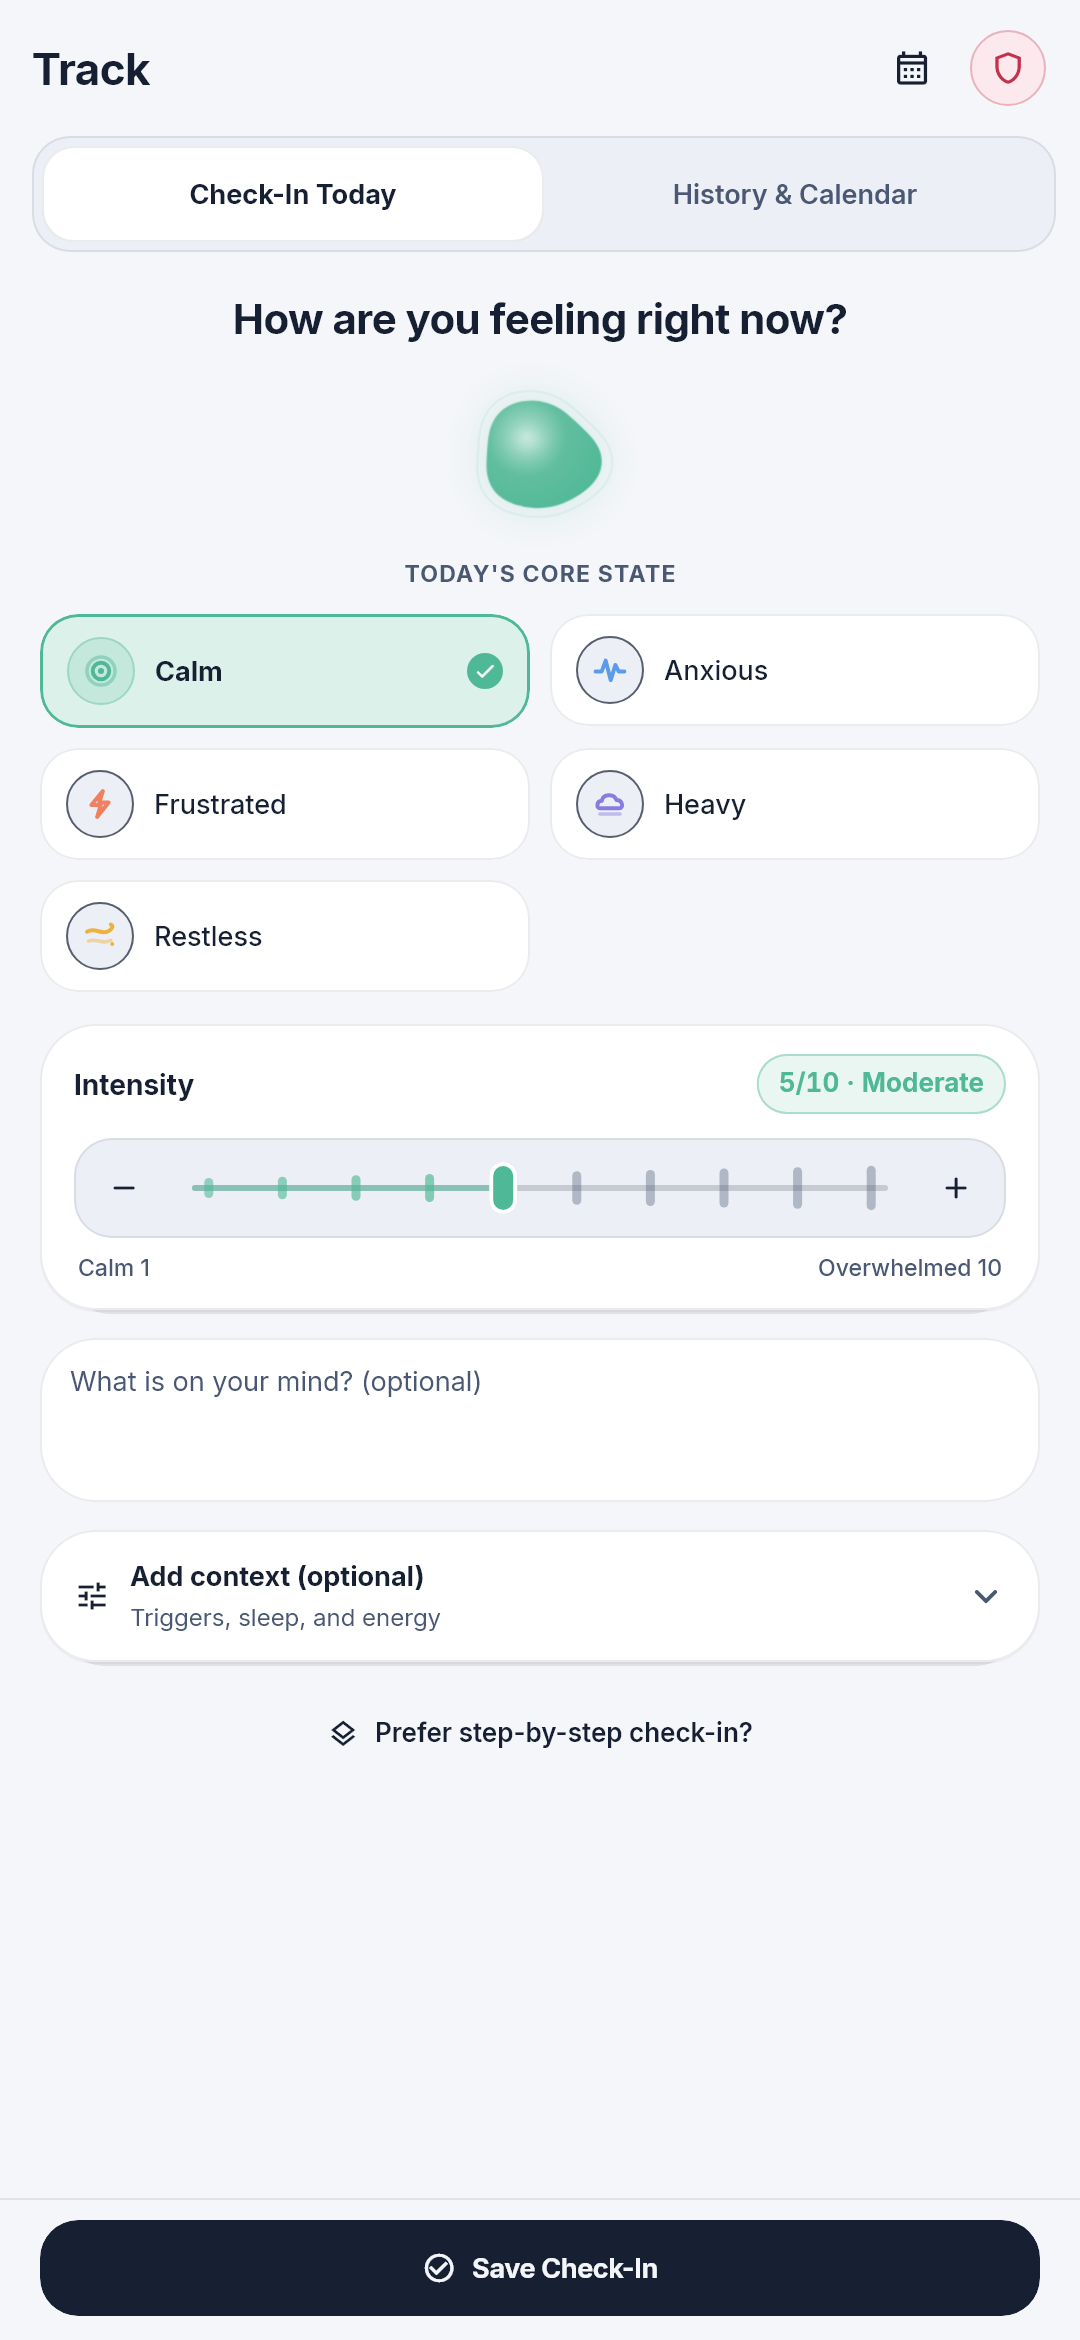 Track
Check-In Today
History & Calendar
How are you feeling right now?
TODAY'S CORE STATE
Calm
Anxious
Frustrated
Heavy
Restless
Intensity
5/10 · Moderate
Calm 1
Overwhelmed 10
What is on your mind? (optional)
Add context (optional)
Triggers, sleep, and energy
Prefer step-by-step check-in?
Save Check-In